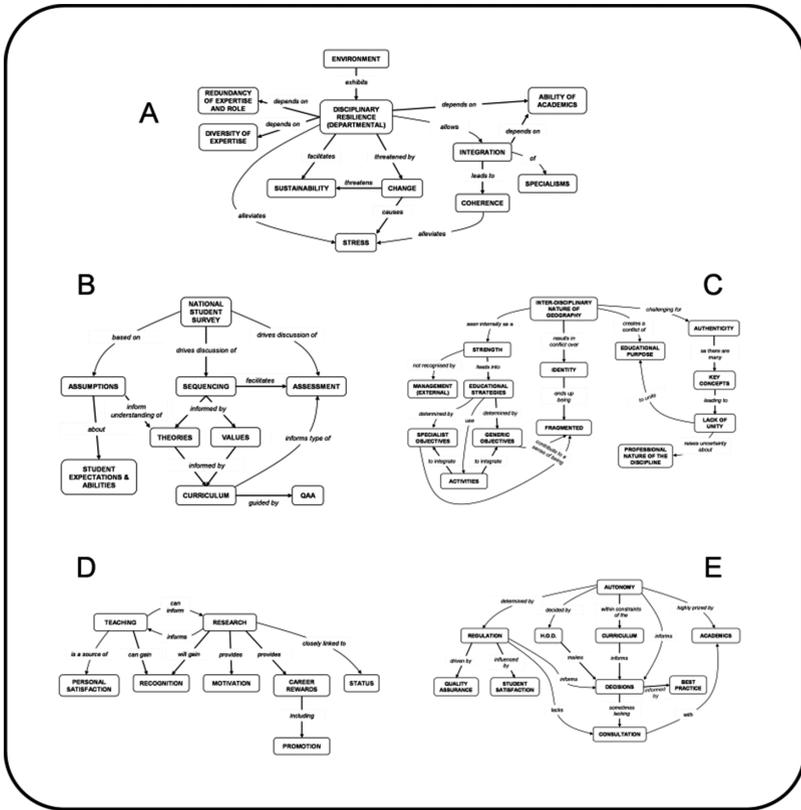 A
ENVIRONMENT
exhibits
REDUNDANCY
OF EXPERTISE
AND ROLE
depends on
DISCIPLINARY
RESILIENCE
(DEPARTMENTAL)
depends on
ABILITY OF
ACADEMICS
DIVERSITY OF
EXPERTISE
depends on
allows
depends on
INTEGRATION
of
SPECIALISMS
facilitates
threatened by
leads to
SUSTAINABILITY
threatens
CHANGE
COHERENCE
causes
alleviates
alleviates
STRESS
B
NATIONAL
STUDENT
SURVEY
based on
drives discussion of
drives discussion of
ASSUMPTIONS
SEQUENCING
facilitates
ASSESSMENT
inform
understanding of
informed by
about
THEORIES
VALUES
informs type of
informed by
STUDENT
EXPECTATIONS &
ABILITIES
CURRICULUM
guided by
QAA
C
INTER-DISCIPLINARY
NATURE OF
GEOGRAPHY
challenging for
seen internally as a
results in
conflict over
creates a
conflict of
AUTHENTICITY
STRENGTH
EDUCATIONAL
PURPOSE
as there are
many
not recognised by
feeds into
IDENTITY
KEY
CONCEPTS
MANAGEMENT
(EXTERNAL)
EDUCATIONAL
STRATEGIES
ends up
being
to unify
leading to
determined by
use
determined by
FRAGMENTED
LACK OF
UNITY
SPECIALIST
OBJECTIVES
GENERIC
OBJECTIVES
contribute to a
sense of being
raises uncertainty
about
to integrate
to integrate
PROFESSIONAL
NATURE OF THE
DISCIPLINE
ACTIVITIES
D
can
inform
TEACHING
RESEARCH
informs
closely linked to
is a source of
can gain
will gain
provides
provides
PERSONAL
SATISFACTION
RECOGNITION
MOTIVATION
CAREER
REWARDS
STATUS
including
PROMOTION
E
AUTONOMY
determined by
decided by
within constraints
of the
highly prized by
REGULATION
H.O.D.
CURRICULUM
informs
ACADEMICS
driven by
influenced
by
makes
informs
informs
QUALITY
ASSURANCE
STUDENT
SATISFACTION
DECISIONS
informed
by
BEST
PRACTICE
lacks
sometimes
lacking
with
CONSULTATION